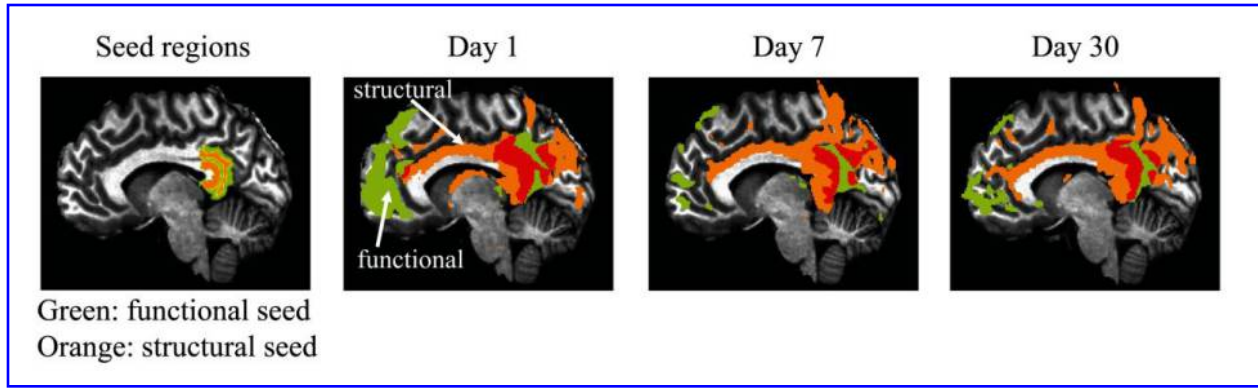 Seed regions
Day 1
Day 7
Day 30
structural
functional
Green: functional seed
Orange: structural seed